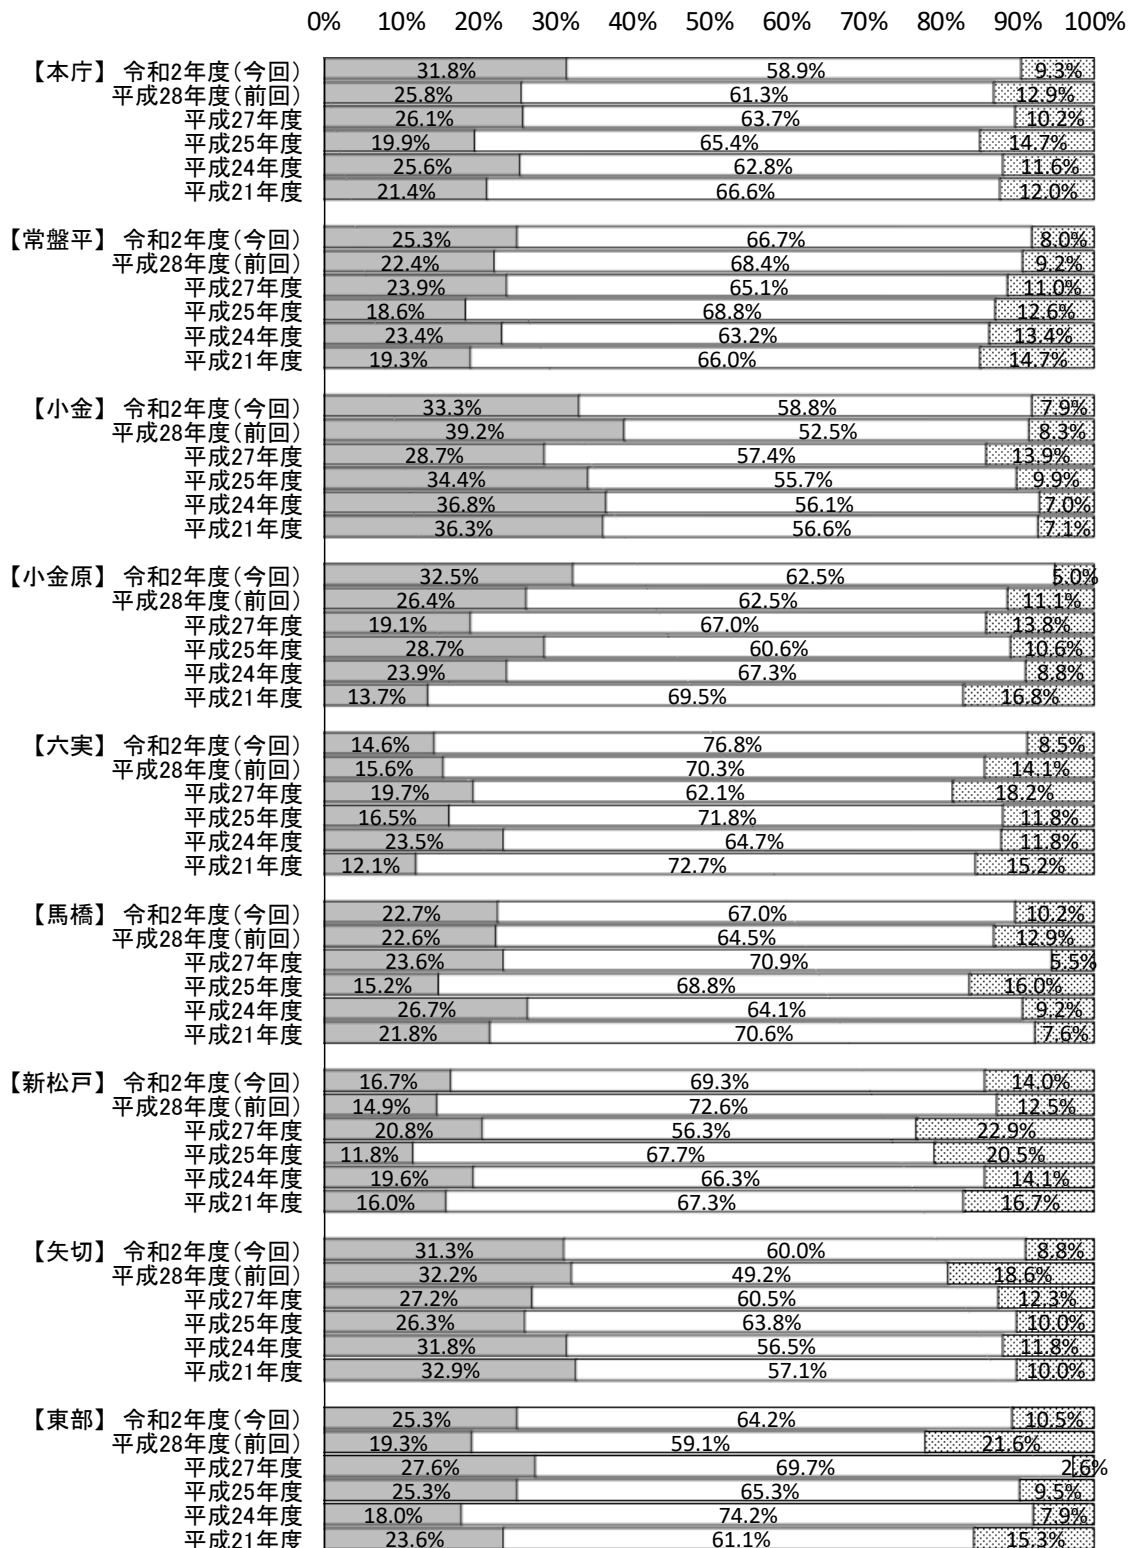 0% 10% 20% 30% 40% 50% 60% 70% 80% 90% 100%
【本庁】 令和2年度(今回) 31.8% 58.9% 9.3%
平成28年度(前回) 25.8% 61.3% 12.9%
平成27年度 26.1% 63.7% 10.2%
平成25年度 19.9% 65.4% 14.7%
平成24年度 25.6% 62.8% 11.6%
平成21年度 21.4% 66.6% 12.0%
【常盤平】 令和2年度(今回) 25.3% 66.7% 8.0%
平成28年度(前回) 22.4% 68.4% 9.2%
平成27年度 23.9% 65.1% 11.0%
平成25年度 18.6% 68.8% 12.6%
平成24年度 23.4% 63.2% 13.4%
平成21年度 19.3% 66.0% 14.7%
【小金】 令和2年度(今回) 33.3% 58.8% 7.9%
平成28年度(前回) 39.2% 52.5% 8.3%
平成27年度 28.7% 57.4% 13.9%
平成25年度 34.4% 55.7% 9.9%
平成24年度 36.8% 56.1% 7.0%
平成21年度 36.3% 56.6% 7.1%
【小金原】 令和2年度(今回) 32.5% 62.5% 5.0%
平成28年度(前回) 26.4% 62.5% 11.1%
平成27年度 19.1% 67.0% 13.8%
平成25年度 28.7% 60.6% 10.6%
平成24年度 23.9% 67.3% 8.8%
平成21年度 13.7% 69.5% 16.8%
【六実】 令和2年度(今回) 14.6% 76.8% 8.5%
平成28年度(前回) 15.6% 70.3% 14.1%
平成27年度 19.7% 62.1% 18.2%
平成25年度 16.5% 71.8% 11.8%
平成24年度 23.5% 64.7% 11.8%
平成21年度 12.1% 72.7% 15.2%
【馬橋】 令和2年度(今回) 22.7% 67.0% 10.2%
平成28年度(前回) 22.6% 64.5% 12.9%
平成27年度 23.6% 70.9% 5.5%
平成25年度 15.2% 68.8% 16.0%
平成24年度 26.7% 64.1% 9.2%
平成21年度 21.8% 70.6% 7.6%
【新松戸】 令和2年度(今回) 16.7% 69.3% 14.0%
平成28年度(前回) 14.9% 72.6% 12.5%
平成27年度 20.8% 56.3% 22.9%
平成25年度 11.8% 67.7% 20.5%
平成24年度 19.6% 66.3% 14.1%
平成21年度 16.0% 67.3% 16.7%
【矢切】 令和2年度(今回) 31.3% 60.0% 8.8%
平成28年度(前回) 32.2% 49.2% 18.6%
平成27年度 27.2% 60.5% 12.3%
平成25年度 26.3% 63.8% 10.0%
平成24年度 31.8% 56.5% 11.8%
平成21年度 32.9% 57.1% 10.0%
【東部】 令和2年度(今回) 25.3% 64.2% 10.5%
平成28年度(前回) 19.3% 59.1% 21.6%
平成27年度 27.6% 69.7% 2.6%
平成25年度 25.3% 65.3% 9.5%
平成24年度 18.0% 74.2% 7.9%
平成21年度 23.6% 61.1% 15.3%